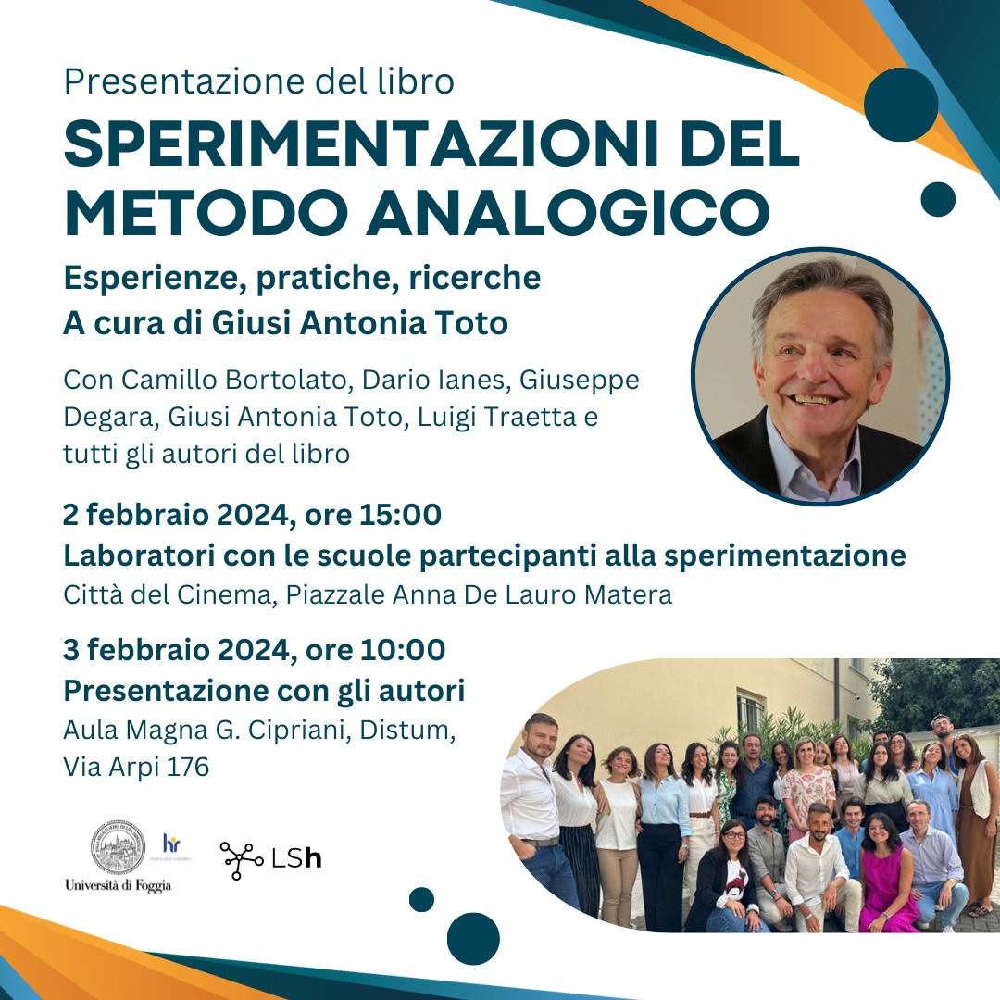 Presentazione del libro
SPERIMENTAZIONI DEL
METODO ANALOGICO
Esperienze, pratiche, ricerche
A cura di Giusi Antonia Toto
Con Camillo Bortolato, Dario Ianes, Giuseppe
Degara, Giusi Antonia Toto, Luigi Traetta e
tutti gli autori del libro
2 febbraio 2024, ore 15:00
Laboratori con le scuole partecipanti alla sperimentazione
Città del Cinema, Piazzale Anna De Lauro Matera
3 febbraio 2024, ore 10:00
Presentazione con gli autori
Aula Magna G. Cipriani, Distum,
Via Arpi 176
hr
Università di Foggia
LSh